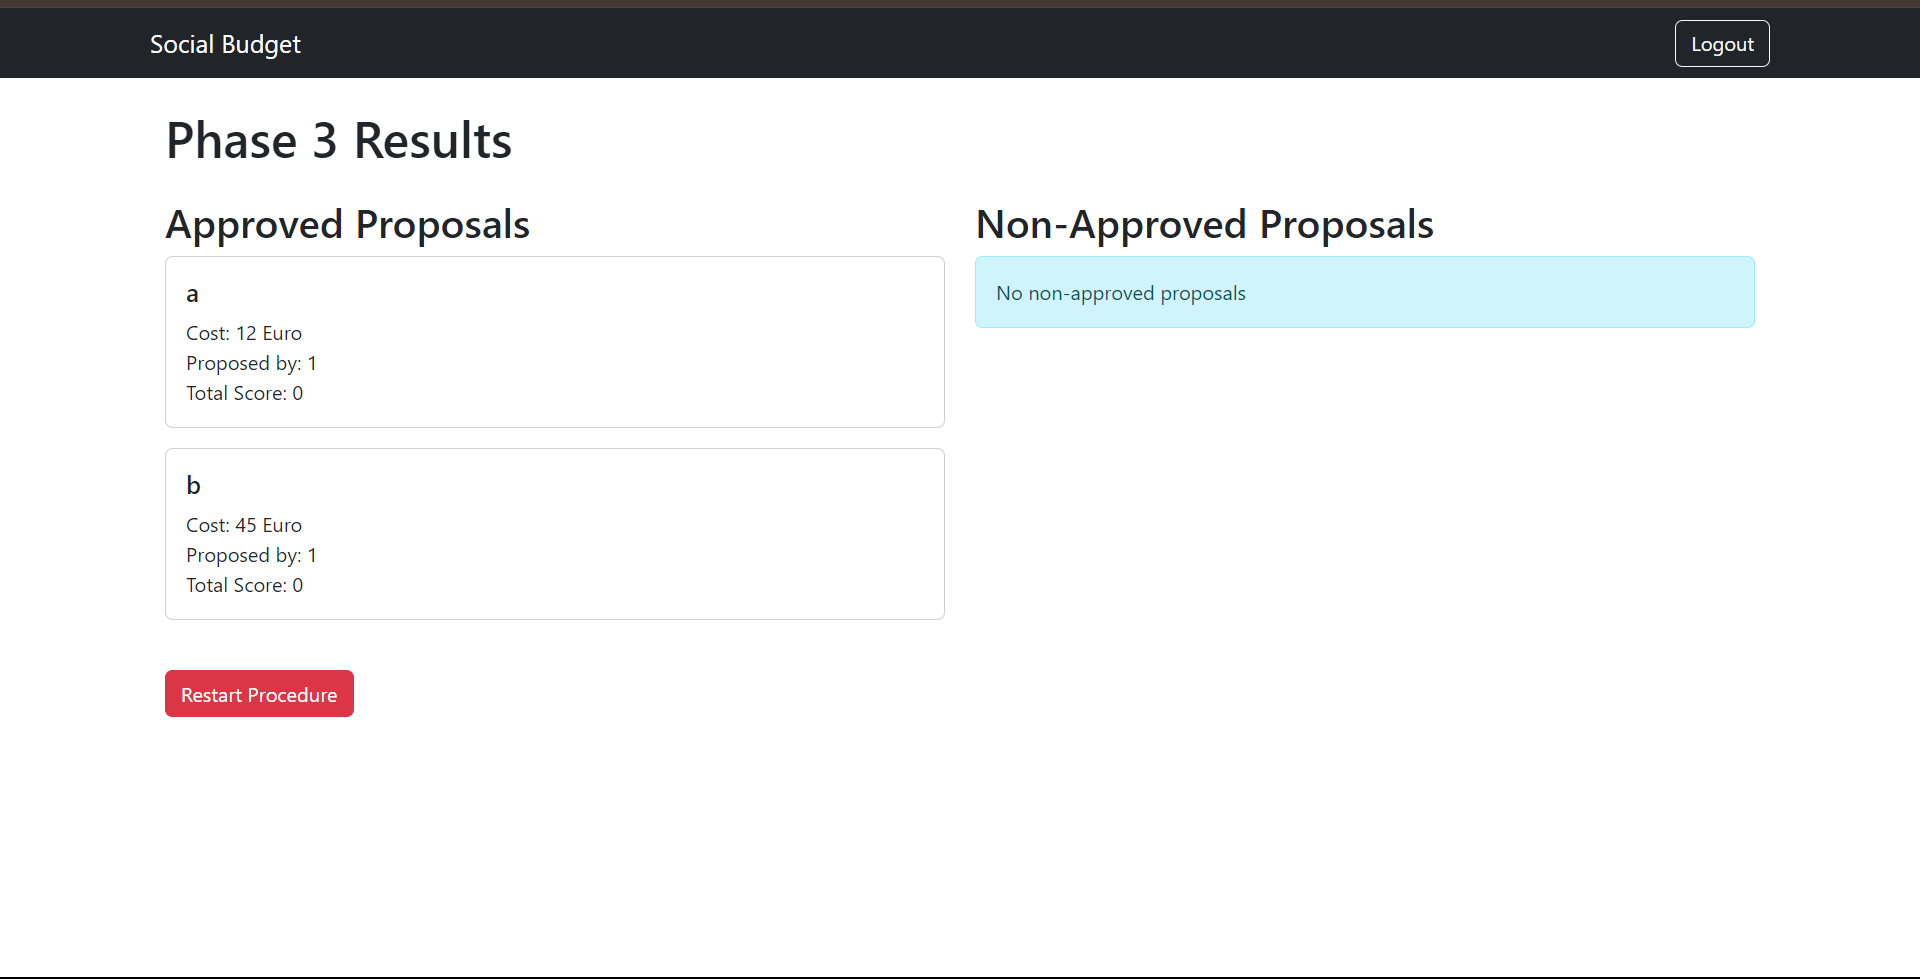 Social Budget
Logout
Phase 3 Results
Approved Proposals
a
Cost: 12 Euro
Proposed by: 1
Total Score: 0
b
Cost: 45 Euro
Proposed by: 1
Total Score: 0
Restart Procedure
Non-Approved Proposals
No non-approved proposals